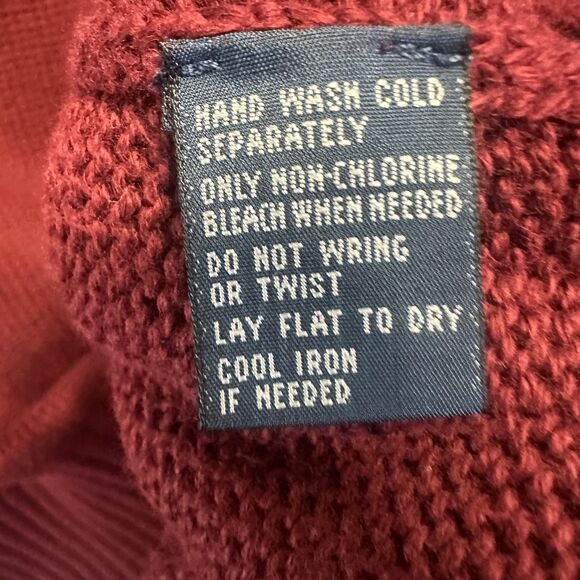 HAND WASH COLD
SEPARATELY
ONLY NON-CHLORINE
BLEACH WHEN NEEDED
DO NOT WRING
OR TWIST
LAY FLAT TO DRY
COOL IRON
IF NEEDED